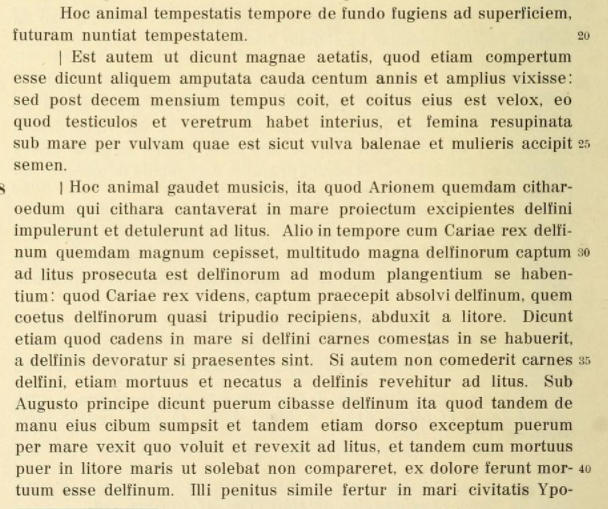 Hoc animal tempestatis tempore de fundo fugiens ad superficiem,
futuram nuntiat tempestatem. 20
| Est autem ut dicunt magnae aetatis, quod etiam compertum
esse dicunt aliquem amputata cauda centum annis et amplius vixisse:
sed post decem mensium tempus coit, et coitus eius est velox, eo
quod testiculos et veretrum habet interius, et femina resupinata
sub mare per vulvam quae est sicut vulva balenae et mulieris accipit 25
semen.
| Hoc animal gaudet musicis, ita quod Arionem quemdam cithar-
oedum qui cithara cantaverat in mare proiectum excipientes delfini
impulerunt et detulerunt ad litus. Alio in tempore cum Cariae rex delfi-
num quemdam magnum cepisset, multitudo magna delfinorum captum 30
ad litus prosecuta est delfinorum ad modum plangentium se haben-
tium: quod Cariae rex videns, captum praecepit absolvi delfinum, quem
coetus delfinorum quasi tripudio recipiens, abduxit a litore. Dicunt
etiam quod cadens in mare si delfini carnes comestas in se habuerit,
a delfinis devoratur si praesentes sint. Si autem non comederit carnes 35
delfini, etiam mortuus et necatus a delfinis revehitur ad litus. Sub
Augusto principe dicunt puerum cibasse delfinum ita quod tandem de
manu eius cibum sumpsit et tandem etiam dorso exceptum puerum
per mare vexit quo voluit et revexit ad litus, et tandem cum mortuus
puer in litore maris ut solebat non compareret, ex dolore ferunt mor- 40
tuum esse delfinum. Illi penitus simile fertur in mari civitatis Ypo-